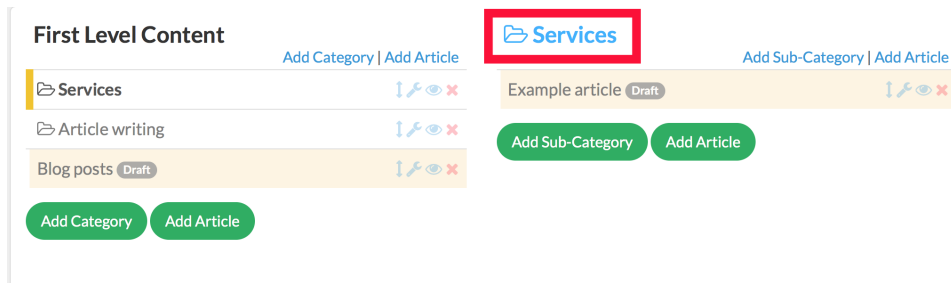 First Level Content
Add Category | Add Article
Services
Article writing
Blog posts Draft
Add Category Add Article
Services
Add Sub-Category | Add Article
Example article Draft
Add Sub-Category Add Article